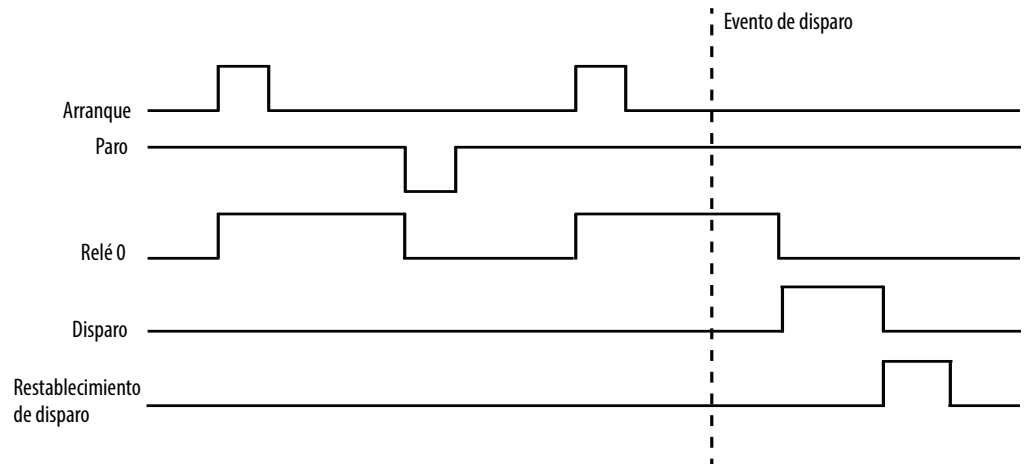 Evento de disparo
Arranque
Paro
Relé 0
Disparo
Restablecimiento
de disparo